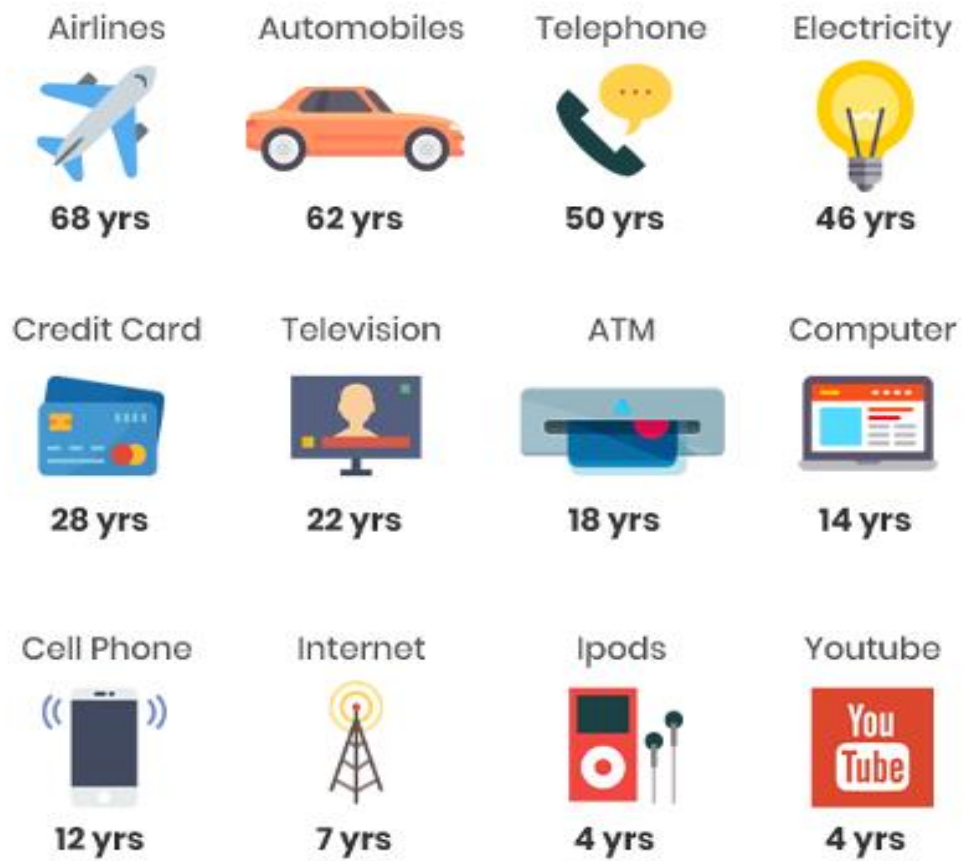 Airlines Automobiles Telephone Electricity
68 yrs 62 yrs 50 yrs 46 yrs
Credit Card Television ATM Computer
28 yrs 22 yrs 18 yrs 14 yrs
Cell Phone Internet Ipods Youtube
You
Tube
12 yrs 7 yrs 4 yrs 4 yrs